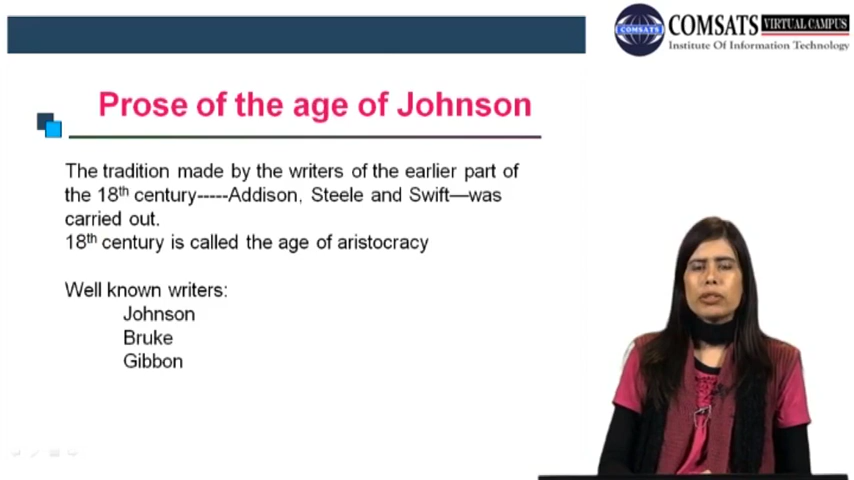 COMSATS VIRTUAL CAMPUS
COMSATS
Institute Of Information Technology
Prose of the age of Johnson
The tradition made by the writers of the earlier part of
the 18th century-----Addison, Steele and Swift—was
carried out.
18th century is called the age of aristocracy
Well known writers:
Johnson
Bruke
Gibbon